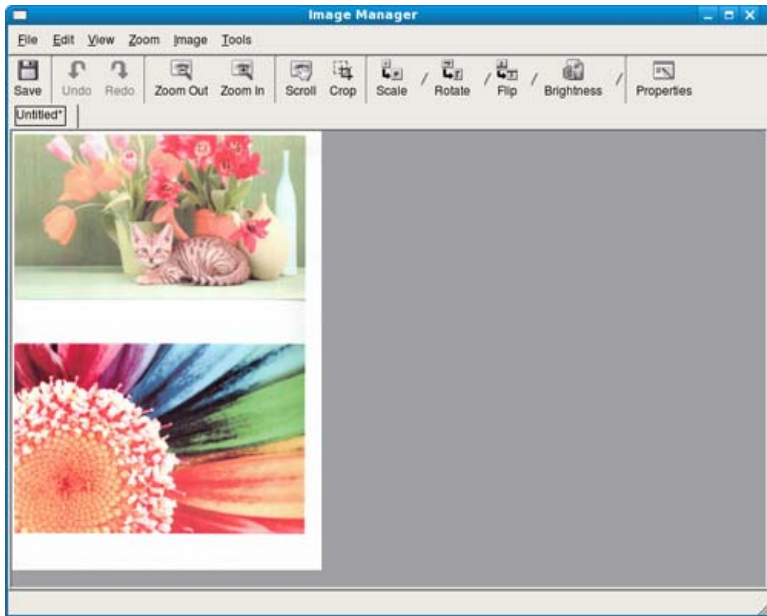 Image Manager
File Edit View Zoom Image Tools
Save Undo Redo Zoom Out Zoom In Scroll Crop Scale / Rotate / Flip / Brightness / Properties
Untitled*